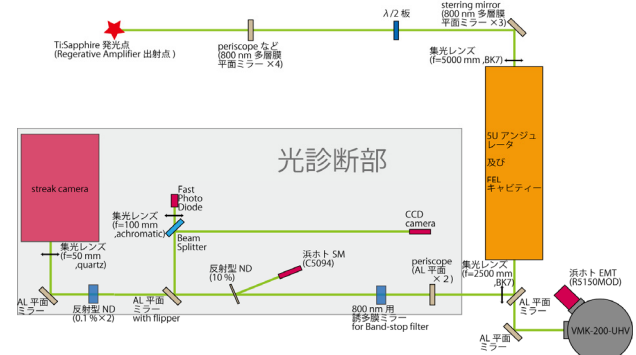 sterring mirror
(800 nm 多層膜
平面ミラー ×3)
λ/2 板
Ti:Sapphire 発光点
(Regerative Amplifier 出射点 )
periscope など
(800 nm 多層膜
平面ミラー ×4)
集光レンズ
(f=5000 mm ,BK7)
5U アンジュ
レータ
及び
FEL
キャビティー
光診断部
streak camera
Fast
Photo
Diode
集光レンズ
(f=100 mm
,achromatic)
Beam
Splitter
CCD
camera
集光レンズ
(f=50 mm
,quartz)
反射型 ND
(10 %)
浜ホト SM
(C5094)
periscope
(AL 平面
×２)
集光レンズ
(f=2500 mm
,BK7)
浜ホト EMT
(R5150MOD)
AL 平面
ミラー
反射型 ND
(0.1 %×2)
AL 平面
ミラー
with flipper
800 nm 用
誘多膜ミラー
for Band-stop filter
AL 平面
ミラー
AL 平面
ミラー
VMK-200-UHV